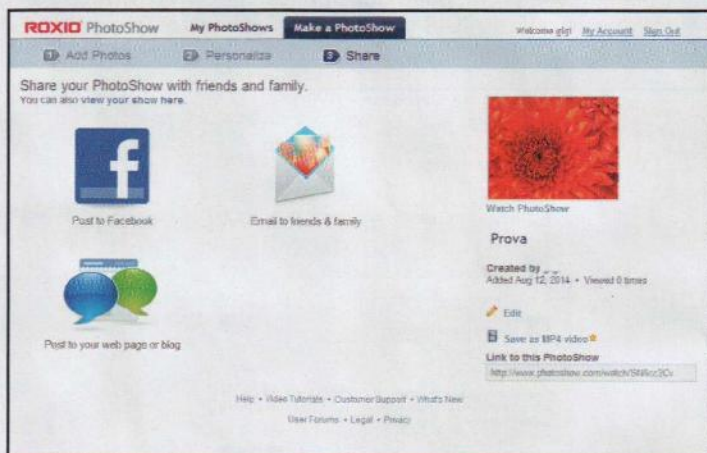 ROXIO PhotoShow My PhotoShows Make a PhotoShow Welcome gigi My Account Sign Out
1 Add Photos 2 Personalize 3 Share
Share your PhotoShow with friends and family.
You can also view your show here.
Post to Facebook
Email to friends & family
Post to your web page or blog
Watch PhotoShow
Prova
Created by
Added Aug 12, 2014 • Viewed 0 times
Edit
Save as MP4 video
Link to this PhotoShow
Help • Video Tutorials • Customer Support • What's New
User Forums • Legal • Privacy